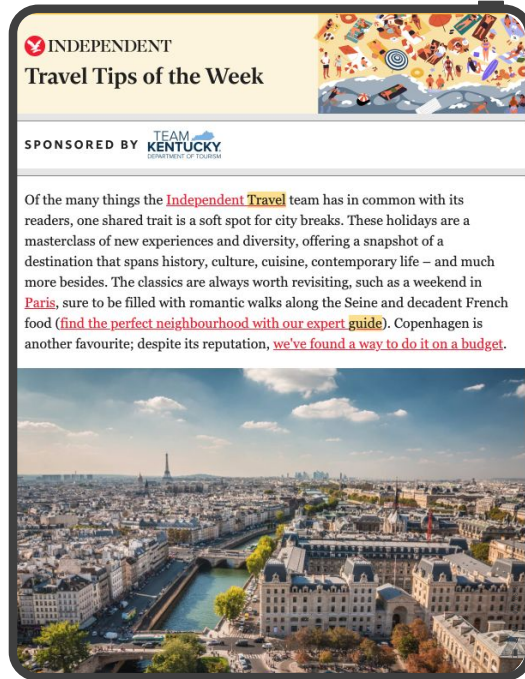 INDEPENDENT
Travel Tips of the Week
SPONSORED BY TEAM KENTUCKY.
DEPARTMENT OF TOURISM
Of the many things the Independent Travel team has in common with its
readers, one shared trait is a soft spot for city breaks. These holidays are a
masterclass of new experiences and diversity, offering a snapshot of a
destination that spans history, culture, cuisine, contemporary life – and much
more besides. The classics are always worth revisiting, such as a weekend in
Paris, sure to be filled with romantic walks along the Seine and decadent French
food (find the perfect neighbourhood with our expert guide). Copenhagen is
another favourite; despite its reputation, we've found a way to do it on a budget.